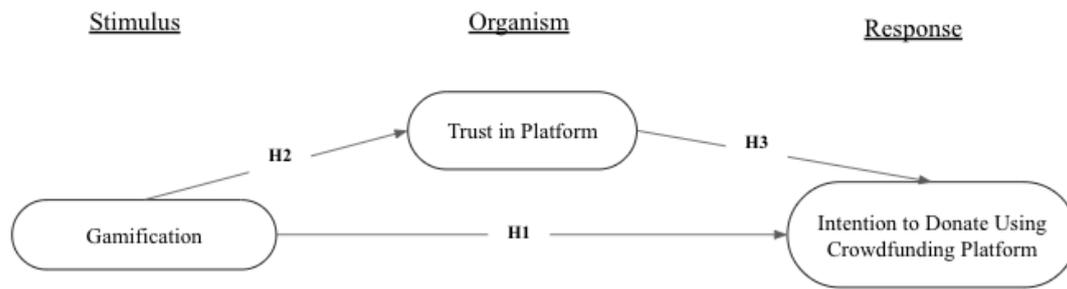 Stimulus
Organism
Response
Trust in Platform
H2
H3
Gamification
H1
Intention to Donate Using
Crowdfunding Platform